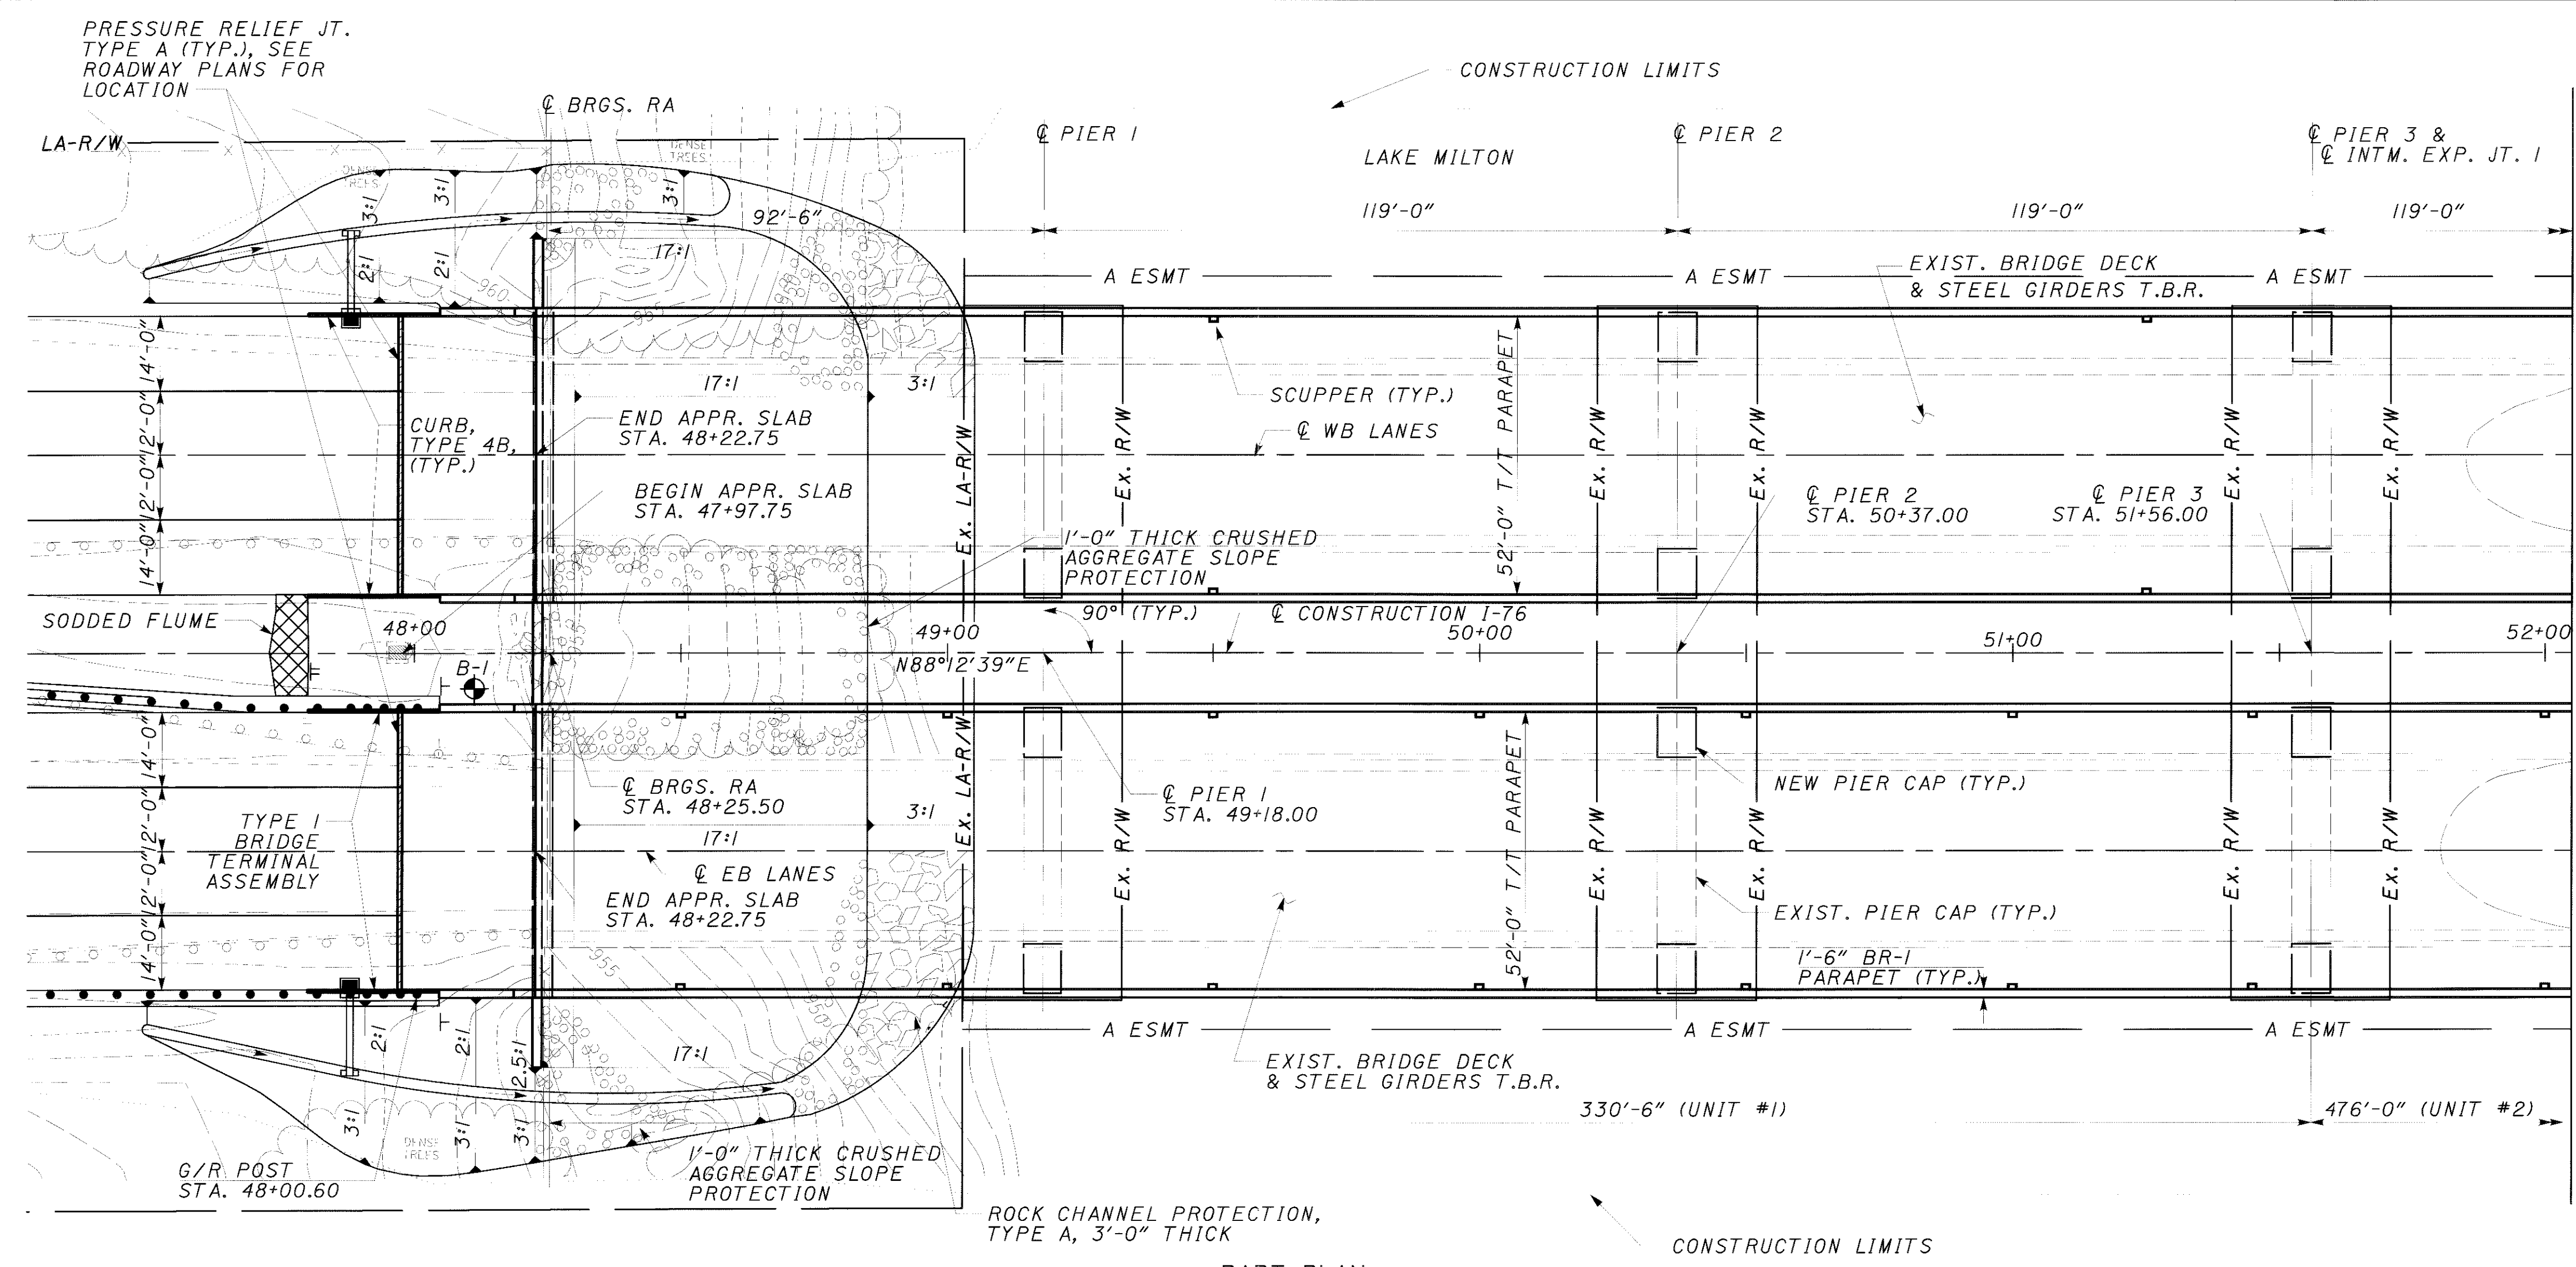 PRESSURE RELIEF JT.
TYPE A (TYP.), SEE
ROADWAY PLANS FOR
LOCATION
LA-R/W
℄ BRGS. RA
DENSE
TREES
DENSE
TREES
CONSTRUCTION LIMITS
℄ PIER 1
LAKE MILTON
℄ PIER 2
℄ PIER 3 &
℄ INTM. EXP. JT. 1
3:1
3:1
3:1
92'-6"
119'-0"
119'-0"
119'-0"
2:1
2:1
17:1
960
965
950
A ESMT
A ESMT
A ESMT
EXIST. BRIDGE DECK
& STEEL GIRDERS T.B.R.
14'-0"
12'-0"
12'-0"
14'-0"
17:1
3:1
SCUPPER (TYP.)
52'-0" T/T PARAPET
CURB,
TYPE 4B,
(TYP.)
END APPR. SLAB
STA. 48+22.75
℄ WB LANES
BEGIN APPR. SLAB
STA. 47+97.75
Ex. LA-R/W
Ex. R/W
Ex. R/W
Ex. R/W
Ex. R/W
Ex. R/W
℄ PIER 2
STA. 50+37.00
℄ PIER 3
STA. 51+56.00
1'-0" THICK CRUSHED
AGGREGATE SLOPE
PROTECTION
SODDED FLUME
48+00
49+00
90° (TYP.)
℄ CONSTRUCTION I-76
50+00
51+00
52+00
N88°12'39"E
B-1
14'-0"
12'-0"
12'-0"
14'-0"
℄ BRGS. RA
STA. 48+25.50
3:1
17:1
Ex. LA-R/W
℄ PIER 1
STA. 49+18.00
52'-0" T/T PARAPET
NEW PIER CAP (TYP.)
TYPE 1
BRIDGE
TERMINAL
ASSEMBLY
℄ EB LANES
END APPR. SLAB
STA. 48+22.75
Ex. R/W
Ex. R/W
Ex. R/W
Ex. R/W
Ex. R/W
EXIST. PIER CAP (TYP.)
1'-6" BR-1
PARAPET (TYP.)
955
950
A ESMT
A ESMT
A ESMT
2:1
2:1
2.5:1
17:1
EXIST. BRIDGE DECK
& STEEL GIRDERS T.B.R.
330'-6" (UNIT #1)
476'-0" (UNIT #2)
3:1
3:1
3:1
DENSE
TREES
1'-0" THICK CRUSHED
AGGREGATE SLOPE
PROTECTION
G/R POST
STA. 48+00.60
ROCK CHANNEL PROTECTION,
TYPE A, 3'-0" THICK
CONSTRUCTION LIMITS
PART PLAN